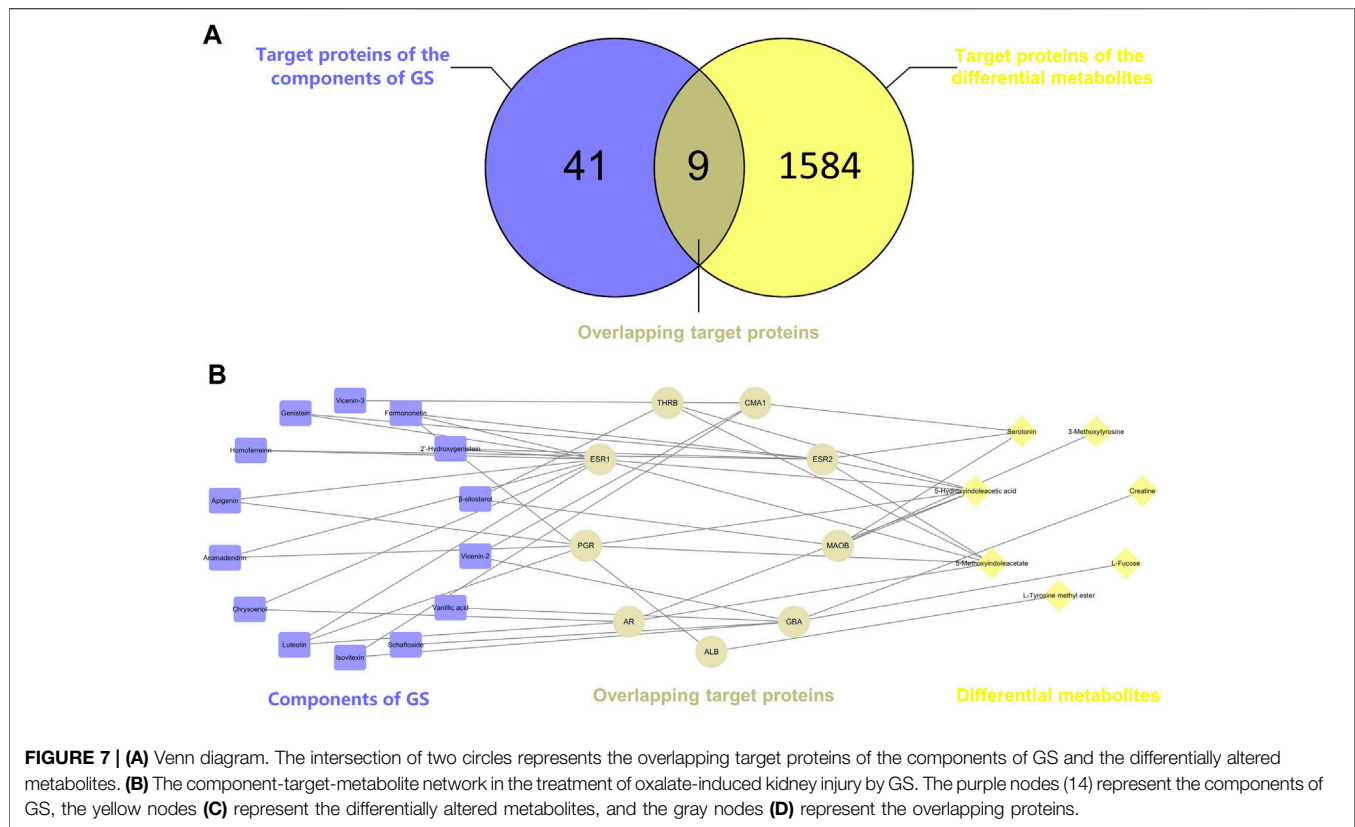 A
Target proteins of the
components of GS
Target proteins of the
differential metabolites
41
9
1584
Overlapping target proteins
B
Vicenin-3
Genistein
Formononetin
THRB
CMA1
Serotonin
3-Methoxytyrosine
Homoferreirin
2'-Hydroxygenistein
ESR1
ESR2
5-Hydroxyindoleacetic acid
Creatine
Apigenin
β-sitosterol
Aromadendrin
Vicenin-2
PGR
MAOB
5-Methoxyindoleacetate
L-Fucose
L-Tyrosine methyl ester
Chrysoeriol
Vanillic acid
AR
GBA
Luteolin
Isovitexin
Schaftoside
ALB
Components of GS
Overlapping target proteins
Differential metabolites
FIGURE 7 | (A) Venn diagram. The intersection of two circles represents the overlapping target proteins of the components of GS and the differentially altered
metabolites. (B) The component-target-metabolite network in the treatment of oxalate-induced kidney injury by GS. The purple nodes (14) represent the components of
GS, the yellow nodes (C) represent the differentially altered metabolites, and the gray nodes (D) represent the overlapping proteins.